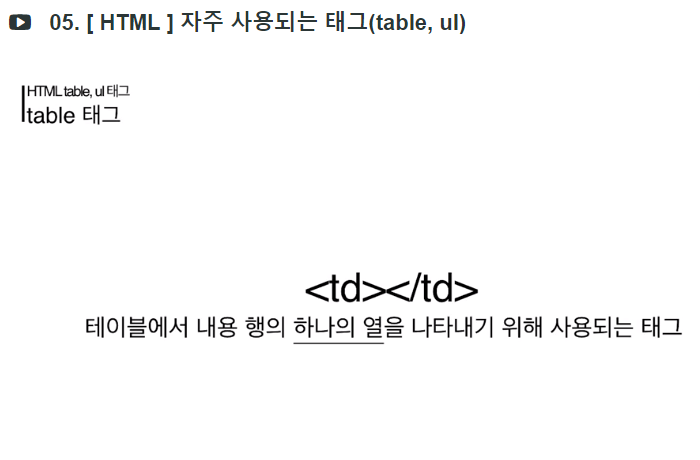 05. [ HTML ] 자주 사용되는 태그(table, ul)
HTML table, ul 태그
table 태그
<td></td>
테이블에서 내용 행의 하나의 열을 나타내기 위해 사용되는 태그